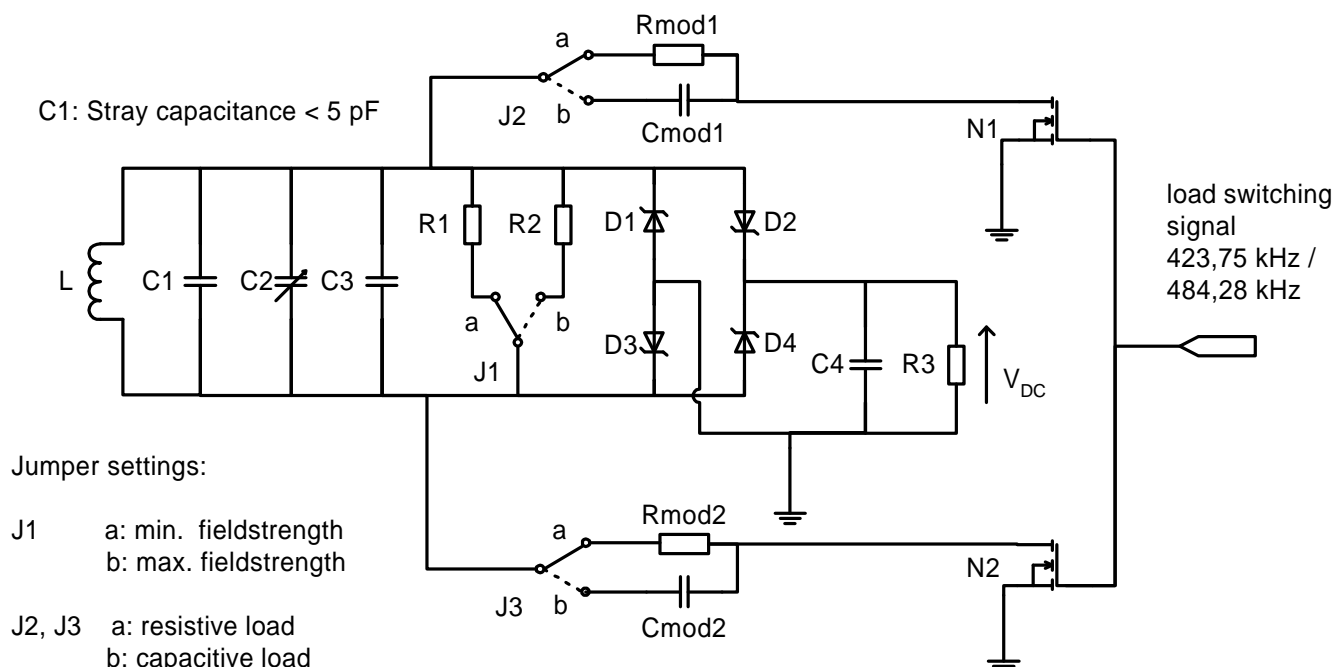 Rmod1
a
C1: Stray capacitance < 5 pF
J2
b
Cmod1
N1
load switching
signal
423,75 kHz /
484,28 kHz
R1
R2
D1
D2
L
C1
C2
C3
a
b
J1
D3
D4
C4
R3
VDC
Jumper settings:
J1 a: min. fieldstrength
b: max. fieldstrength
a
Rmod2
J3
b
Cmod2
N2
J2, J3 a: resistive load
b: capacitive load